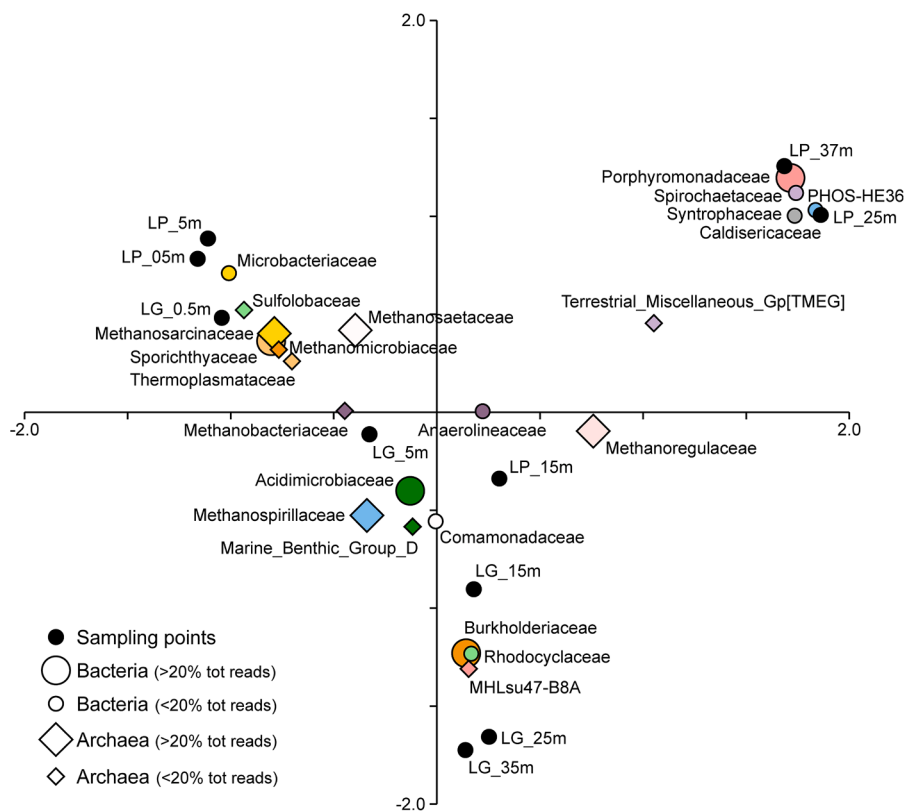 2.0
LP_37m
Porphyromonadaceae
Spirochaetaceae
PHOS-HE36
Syntrophaceae
LP_25m
Caldisericaceae
LP_5m
LP_05m
Microbacteriaceae
Sulfolobaceae
LG_0.5m
Terrestrial_Miscellaneous_Gp[TMEG]
Methanosaetaceae
Methanosarcinaceae
Methanomicrobiaceae
Sporichthyaceae
Thermoplasmataceae
-2.0
2.0
Methanobacteriaceae
Anaerolineaceae
LG_5m
Methanoregulaceae
LP_15m
Acidimicrobiaceae
Methanospirillaceae
Comamonadaceae
Marine_Benthic_Group_D
LG_15m
Burkholderiaceae
Rhodocyclaceae
MHLsu47-B8A
LG_25m
LG_35m
-2.0
Sampling points
Bacteria (>20% tot reads)
Bacteria (<20% tot reads)
Archaea (>20% tot reads)
Archaea (<20% tot reads)